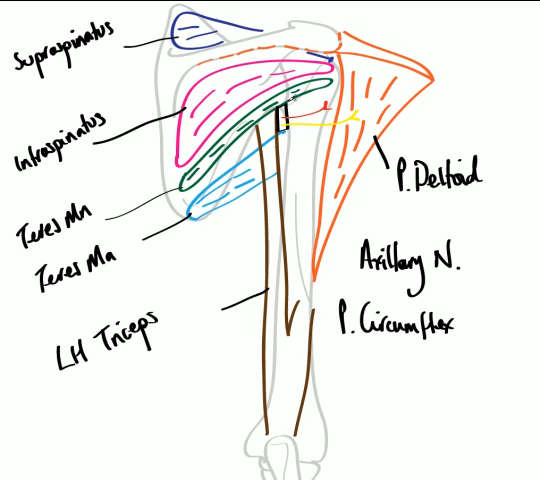 Supraspinatus
Infraspinatus
Teres Mn
Teres Ma
LH Triceps
P. Deltoid
Axillary N.
P. Circumflex